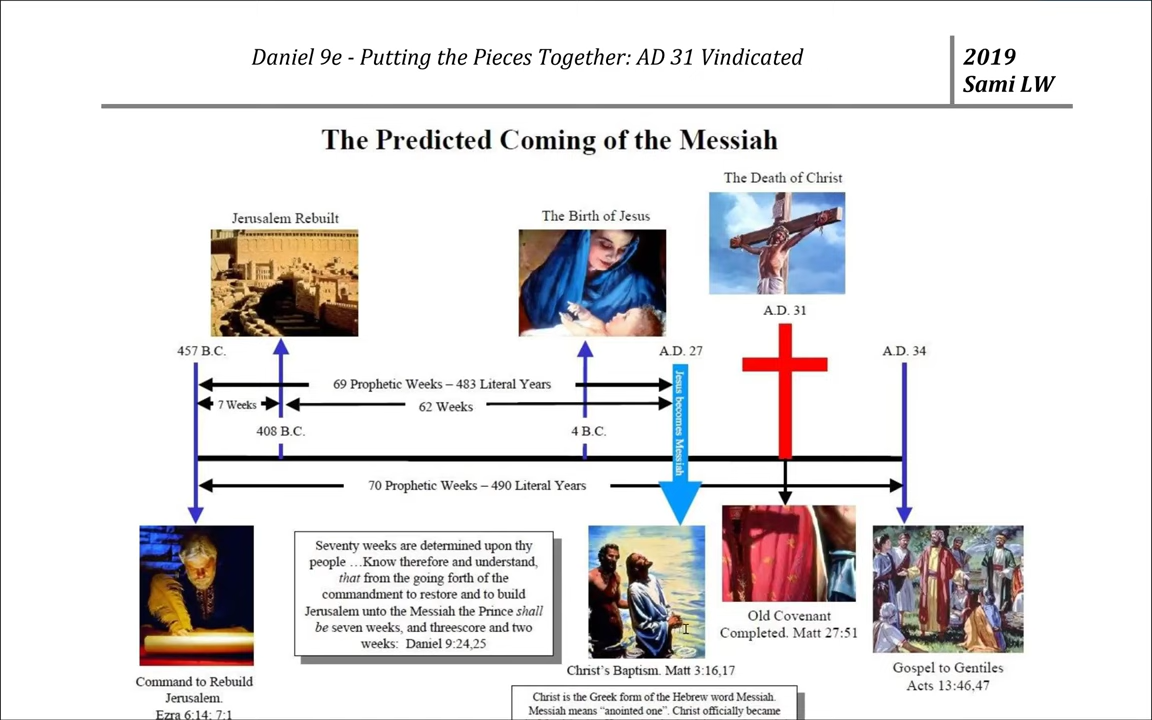 Daniel 9e - Putting the Pieces Together: AD 31 Vindicated
2019
Sami LW
The Predicted Coming of the Messiah
The Death of Christ
Jerusalem Rebuilt
The Birth of Jesus
A.D. 31
457 B.C.
A.D. 27
A.D. 34
69 Prophetic Weeks – 483 Literal Years
7 Weeks
62 Weeks
Jesus becomes Messiah
408 B.C.
4 B.C.
70 Prophetic Weeks – 490 Literal Years
Seventy weeks are determined upon thy
people …Know therefore and understand,
that from the going forth of the
commandment to restore and to build
Jerusalem unto the Messiah the Prince shall
be seven weeks, and threescore and two
weeks: Daniel 9:24,25
Old Covenant
Completed. Matt 27:51
Christ's Baptism. Matt 3:16,17
Gospel to Gentiles
Acts 13:46,47
Command to Rebuild
Jerusalem.
Ezra 6:14; 7:1
Christ is the Greek form of the Hebrew word Messiah.
Messiah means “anointed one”. Christ officially became